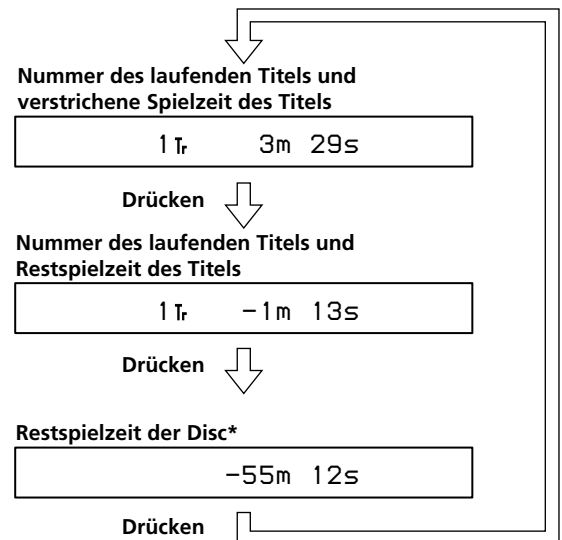 Nummer des laufenden Titels und
verstrichene Spielzeit des Titels
1 Tr 3m 29s
Drücken
Nummer des laufenden Titels und
Restspielzeit des Titels
1 Tr -1m 13s
Drücken
Restspielzeit der Disc*
-55m 12s
Drücken